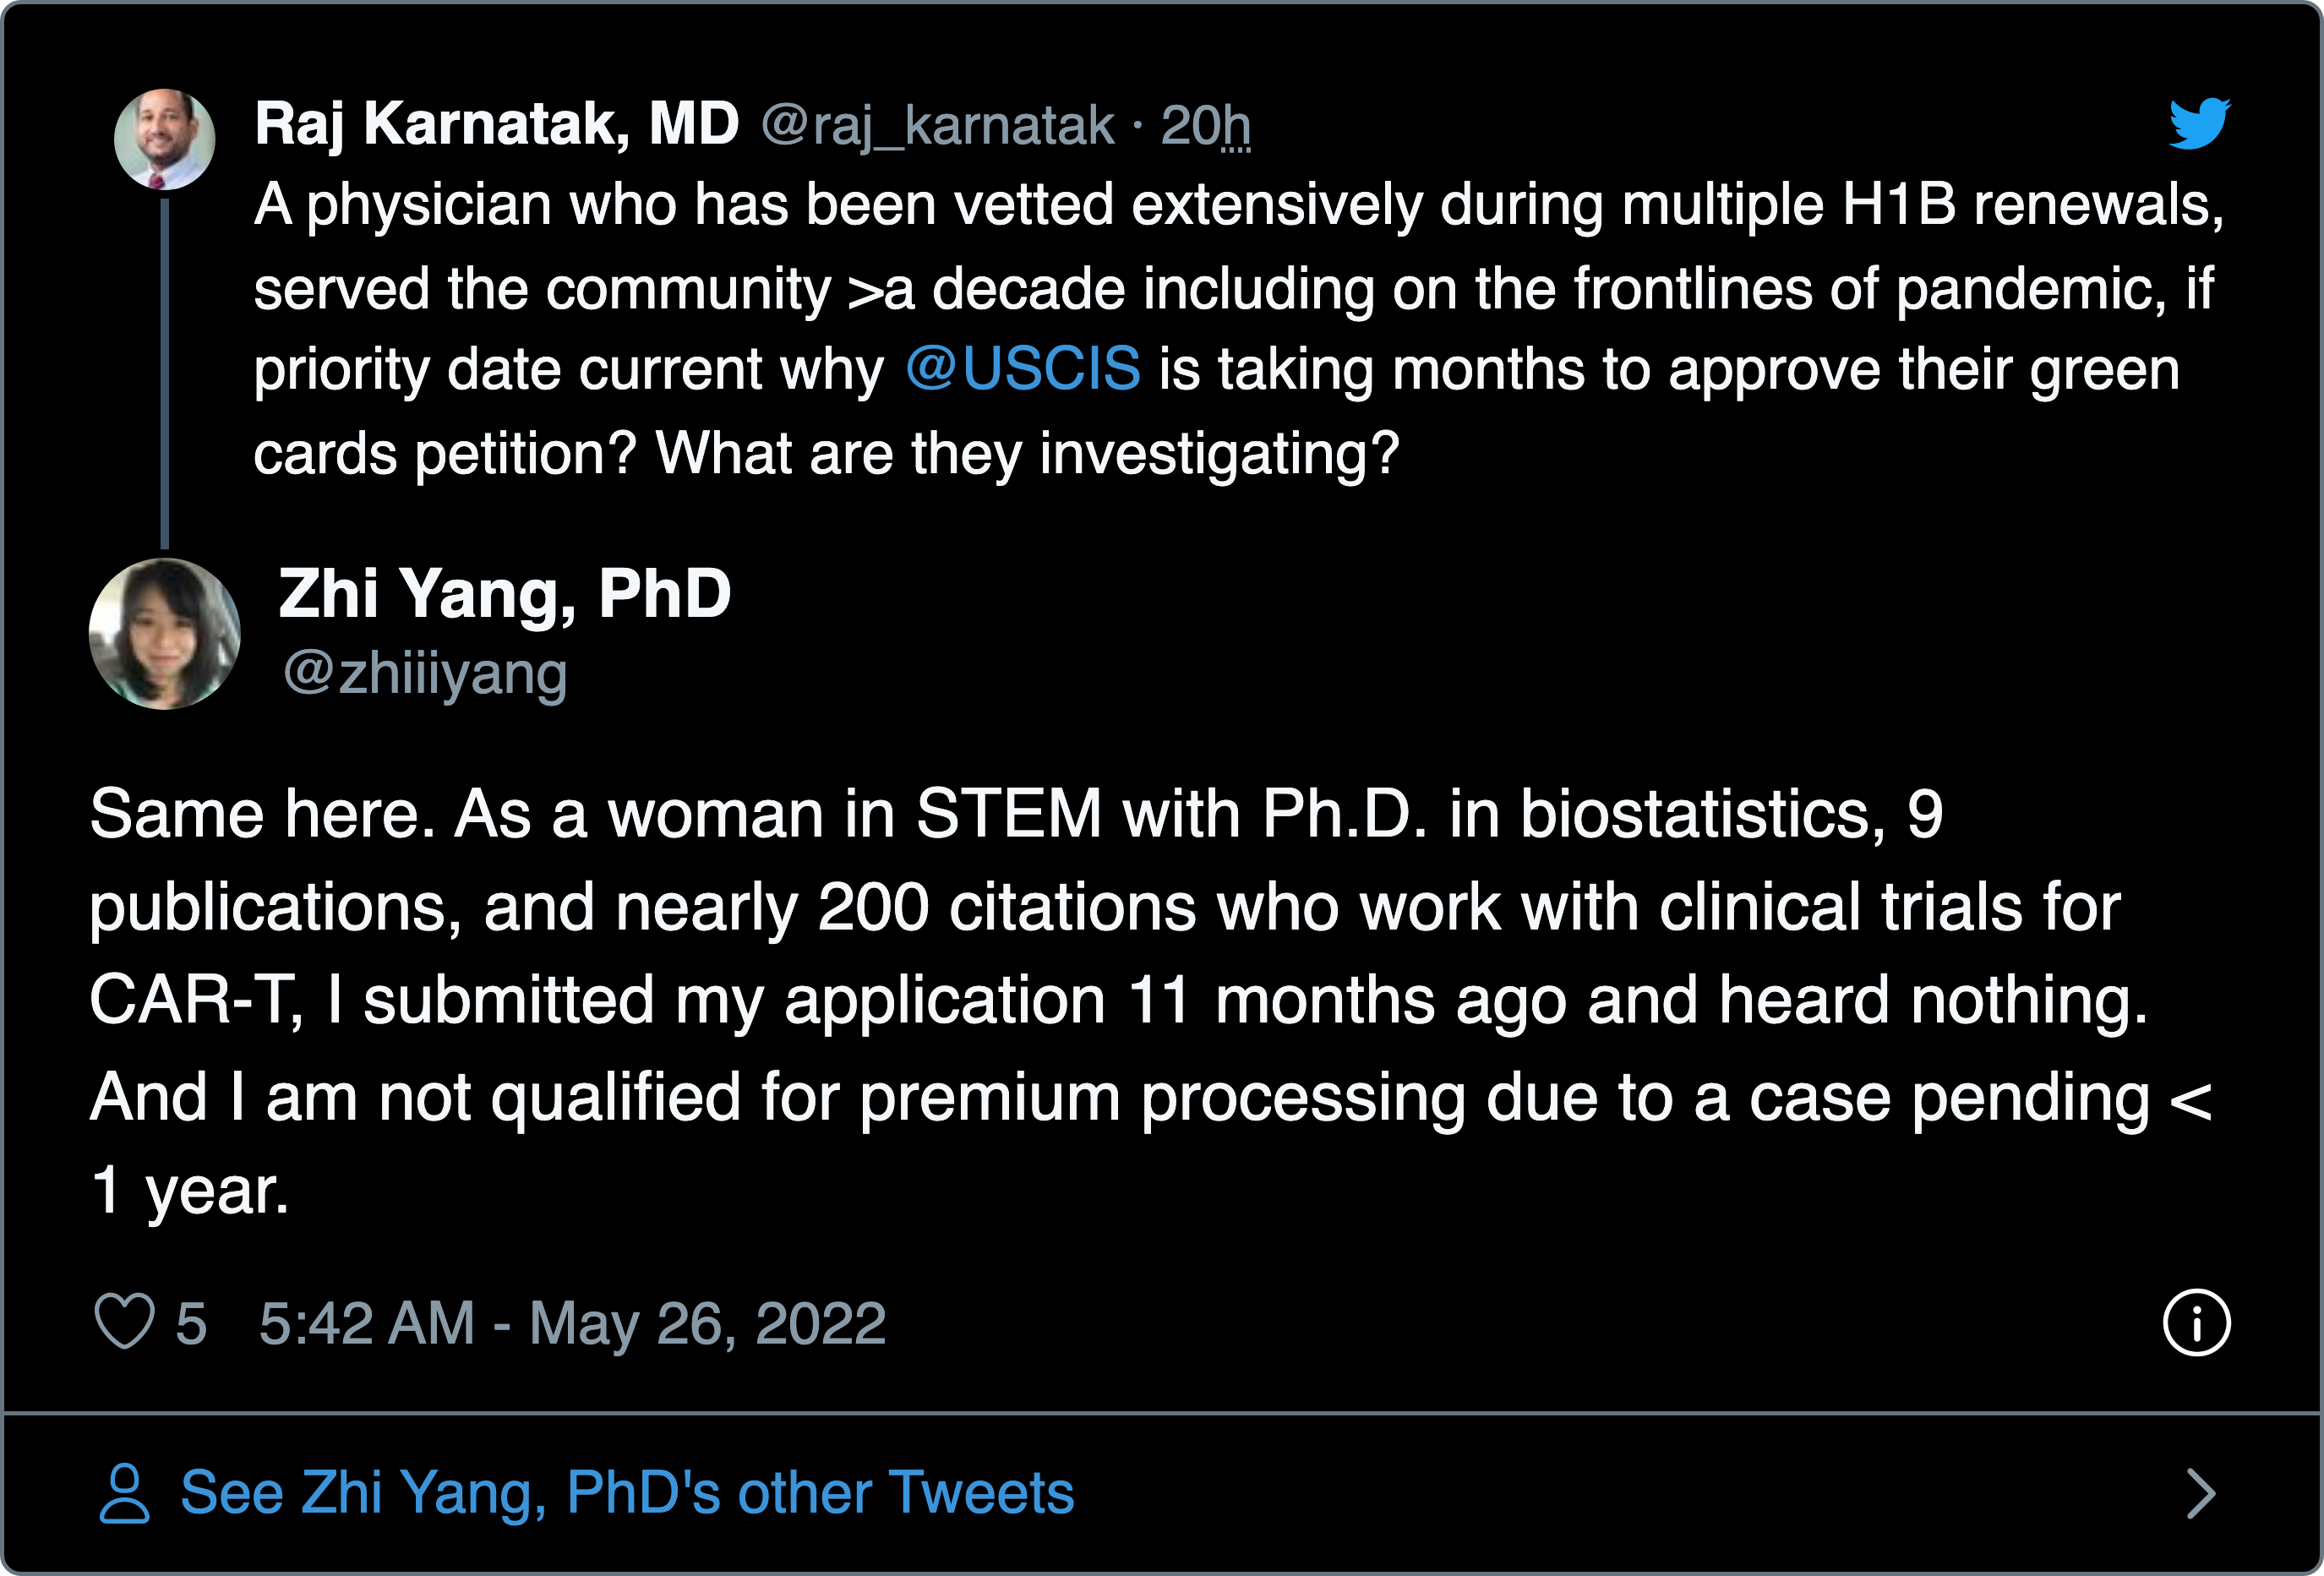 Raj Karnatak, MD @raj_karnatak · 20h
A physician who has been vetted extensively during multiple H1B renewals,
served the community >a decade including on the frontlines of pandemic, if
priority date current why @USCIS is taking months to approve their green
cards petition? What are they investigating?
Zhi Yang, PhD
@zhiiiyang
Same here. As a woman in STEM with Ph.D. in biostatistics, 9
publications, and nearly 200 citations who work with clinical trials for
CAR-T, I submitted my application 11 months ago and heard nothing.
And I am not qualified for premium processing due to a case pending <
1 year.
5 5:42 AM - May 26, 2022
See Zhi Yang, PhD's other Tweets